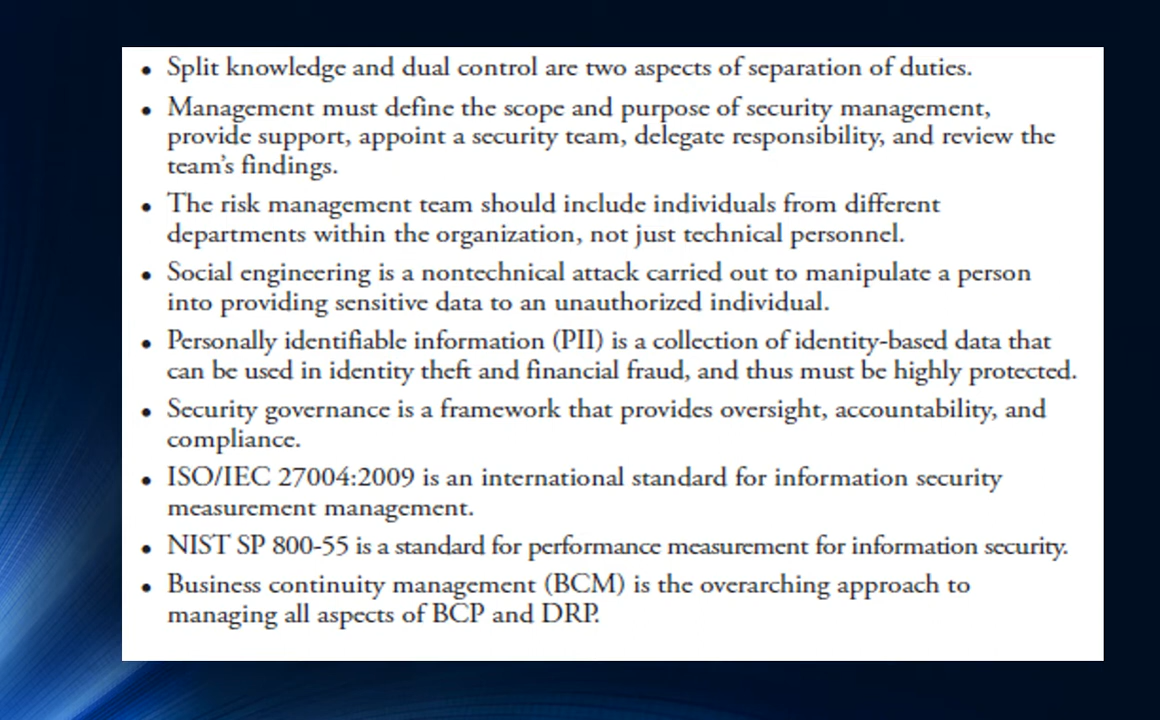 • Split knowledge and dual control are two aspects of separation of duties.
• Management must define the scope and purpose of security management,
provide support, appoint a security team, delegate responsibility, and review the
team's findings.
• The risk management team should include individuals from different
departments within the organization, not just technical personnel.
• Social engineering is a nontechnical attack carried out to manipulate a person
into providing sensitive data to an unauthorized individual.
• Personally identifiable information (PII) is a collection of identity-based data that
can be used in identity theft and financial fraud, and thus must be highly protected.
• Security governance is a framework that provides oversight, accountability, and
compliance.
• ISO/IEC 27004:2009 is an international standard for information security
measurement management.
• NIST SP 800-55 is a standard for performance measurement for information security.
• Business continuity management (BCM) is the overarching approach to
managing all aspects of BCP and DRP.